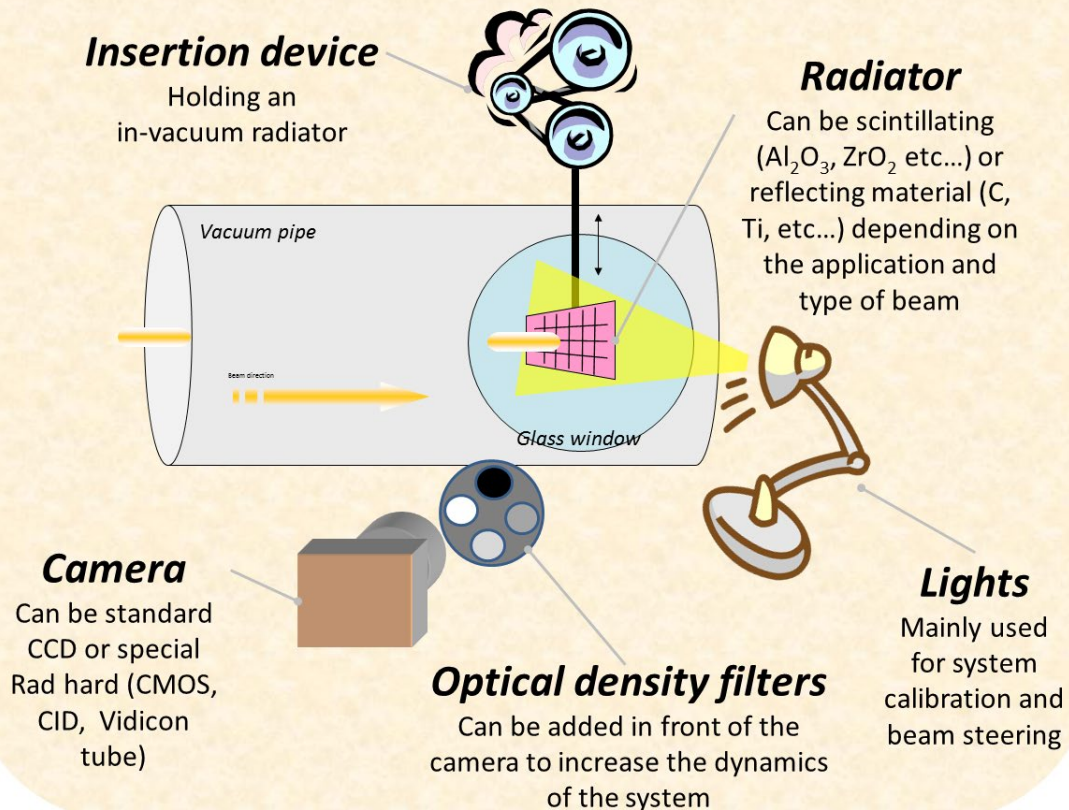 Insertion device
Holding an
in-vacuum radiator
Radiator
Can be scintillating
(Al₂O₃, ZrO₂ etc...) or
reflecting material (C,
Ti, etc...) depending on
the application and
type of beam
Vacuum pipe
Beam direction
Glass window
Camera
Can be standard
CCD or special
Rad hard (CMOS,
CID, Vidicon
tube)
Optical density filters
Can be added in front of the
camera to increase the dynamics
of the system
Lights
Mainly used
for system
calibration and
beam steering